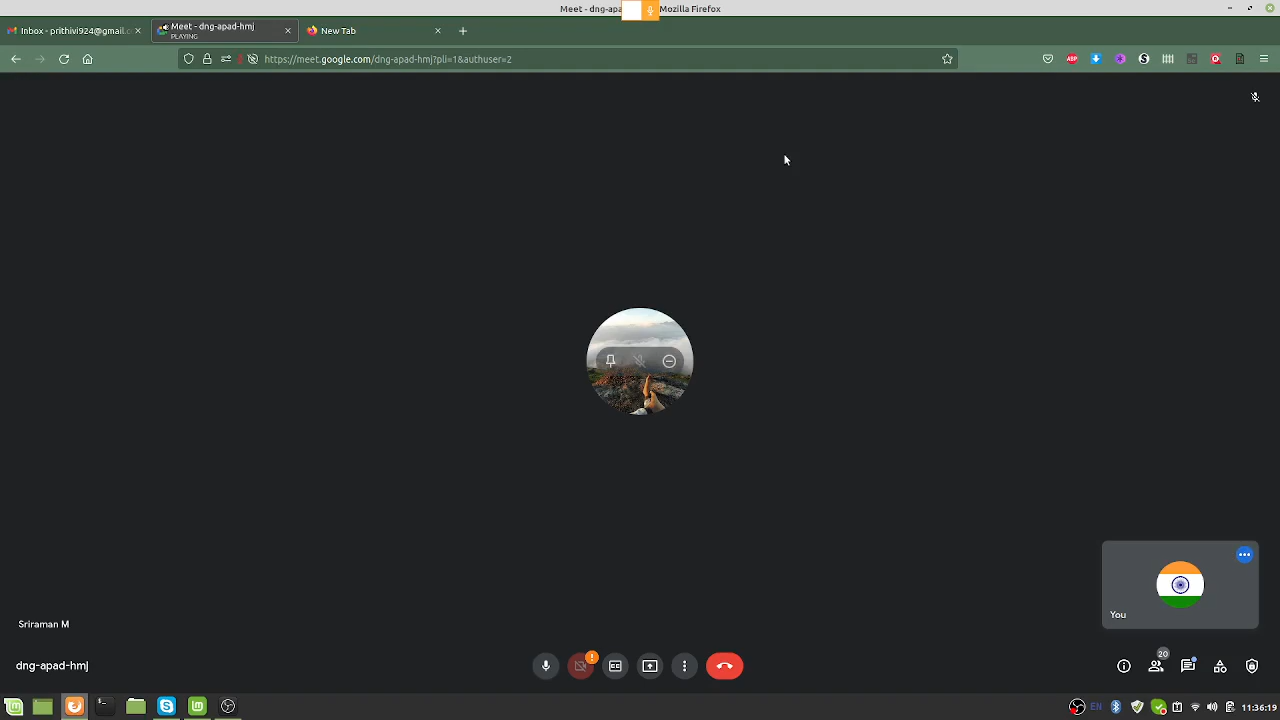 Meet - dng-apa Mozilla Firefox
Inbox - prithivi924@gmail.c
Meet - dng-apad-hmj
PLAYING
New Tab
https://meet.google.com/dng-apad-hmj?pli=1&authuser=2
ABP
You
Sriraman M
dng-apad-hmj
20
EN
11:36:19